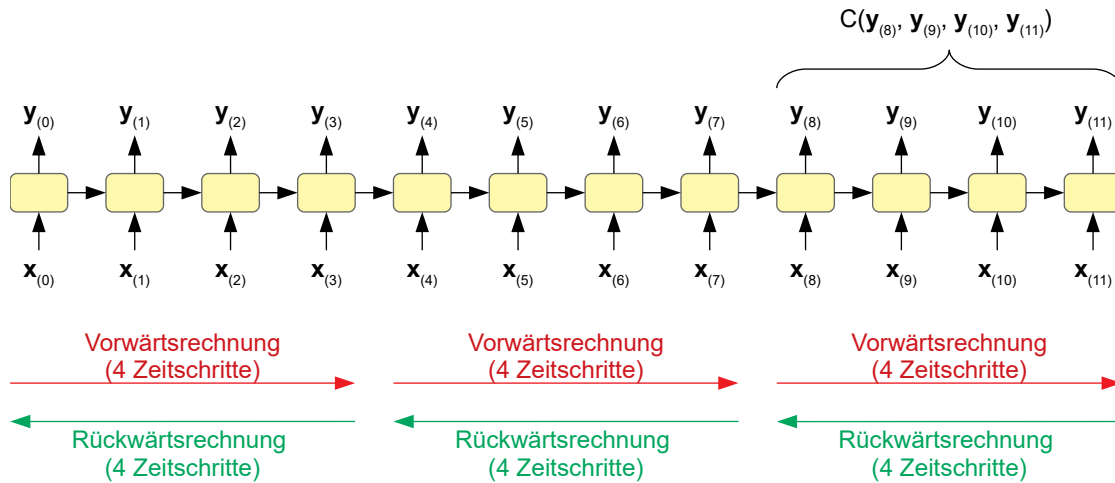 C(y(8), y(9), y(10), y(11))
y(0) y(1) y(2) y(3) y(4) y(5) y(6) y(7) y(8) y(9) y(10) y(11)
x(0) x(1) x(2) x(3) x(4) x(5) x(6) x(7) x(8) x(9) x(10) x(11)
Vorwärtsrechnung
(4 Zeitschritte)
Vorwärtsrechnung
(4 Zeitschritte)
Vorwärtsrechnung
(4 Zeitschritte)
Rückwärtsrechnung
(4 Zeitschritte)
Rückwärtsrechnung
(4 Zeitschritte)
Rückwärtsrechnung
(4 Zeitschritte)